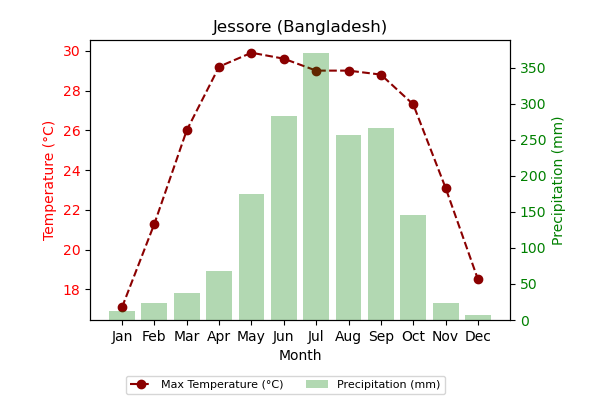 Jessore (Bangladesh)
30
28
26
24
22
20
18
Temperature (°C)
350
300
250
200
150
100
50
0
Precipitation (mm)
Jan Feb Mar Apr May Jun Jul Aug Sep Oct Nov Dec
Month
Max Temperature (°C) Precipitation (mm)